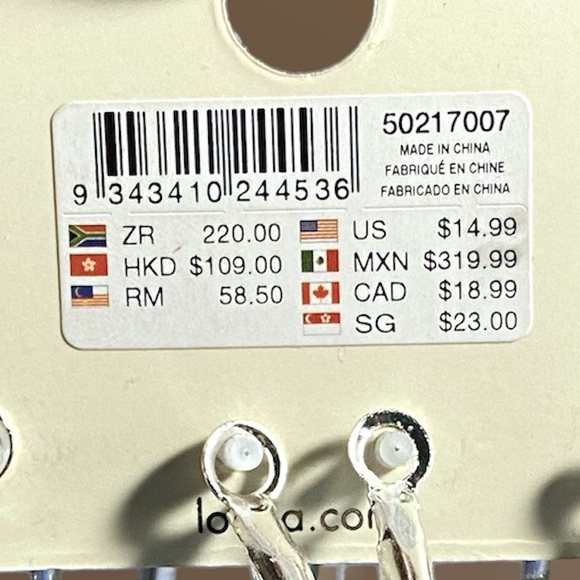 50217007
MADE IN CHINA
FABRIQUÉ EN CHINE
FABRICADO EN CHINA
9 343410 244536
ZR 220.00
HKD $109.00
RM 58.50
US $14.99
MXN $319.99
CAD $18.99
SG $23.00